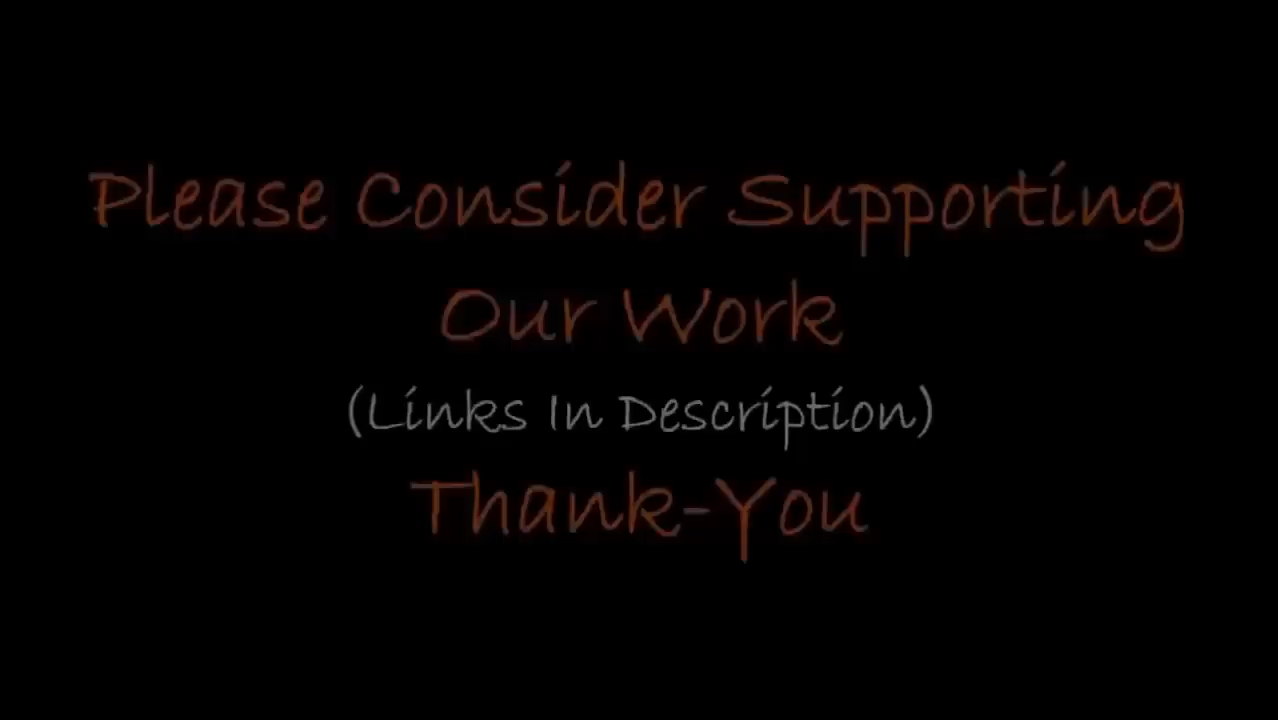 Please Consider Supporting
Our Work
(Links In Description)
Thank-You